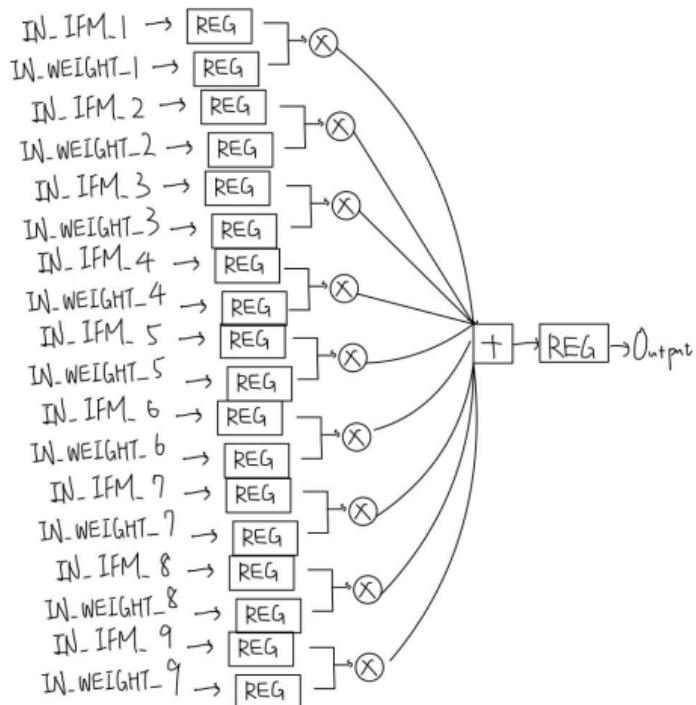 IN_IFM_1 → REG
IN_WEIGHT_1 → REG
IN_IFM_2 → REG
IN_WEIGHT_2 → REG
IN_IFM_3 → REG
IN_WEIGHT_3 → REG
IN_IFM_4 → REG
IN_WEIGHT_4 → REG
IN_IFM_5 → REG
IN_WEIGHT_5 → REG
IN_IFM_6 → REG
IN_WEIGHT_6 → REG
IN_IFM_7 → REG
IN_WEIGHT_7 → REG
IN_IFM_8 → REG
IN_WEIGHT_8 → REG
IN_IFM_9 → REG
IN_WEIGHT_9 → REG
× × × × × × × × ×
+ → REG → Output